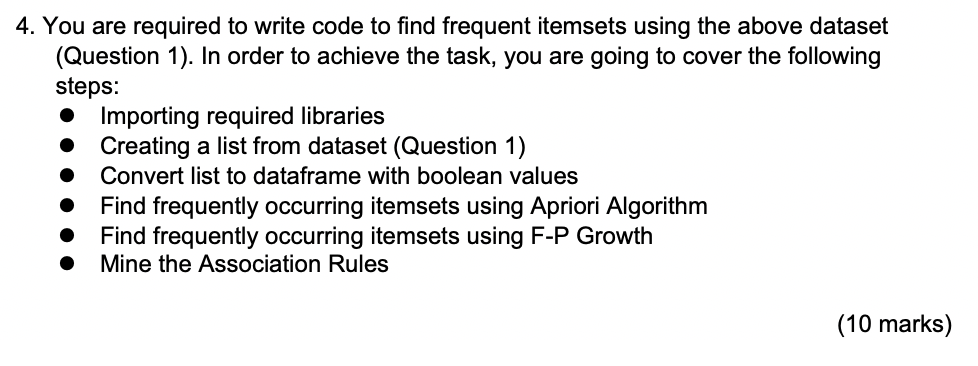 4. You are required to write code to find frequent itemsets using the above dataset
(Question 1). In order to achieve the task, you are going to cover the following
steps:
● Importing required libraries
● Creating a list from dataset (Question 1)
● Convert list to dataframe with boolean values
● Find frequently occurring itemsets using Apriori Algorithm
● Find frequently occurring itemsets using F-P Growth
● Mine the Association Rules
(10 marks)